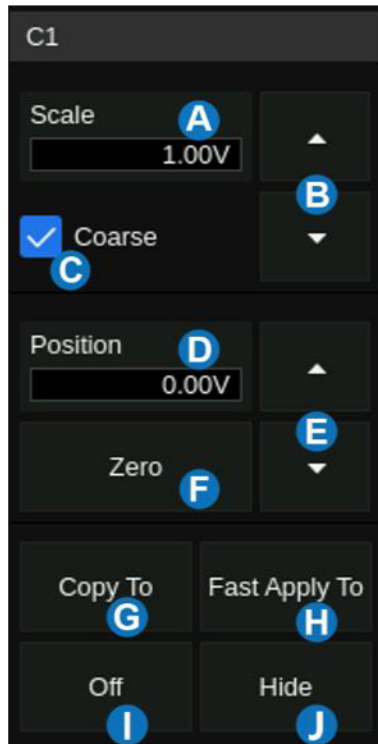 C1
Scale A
1.00V
B
Coarse
C
Position D
0.00V
E
Zero
F
Copy To Fast Apply To
G H
Off Hide
I J